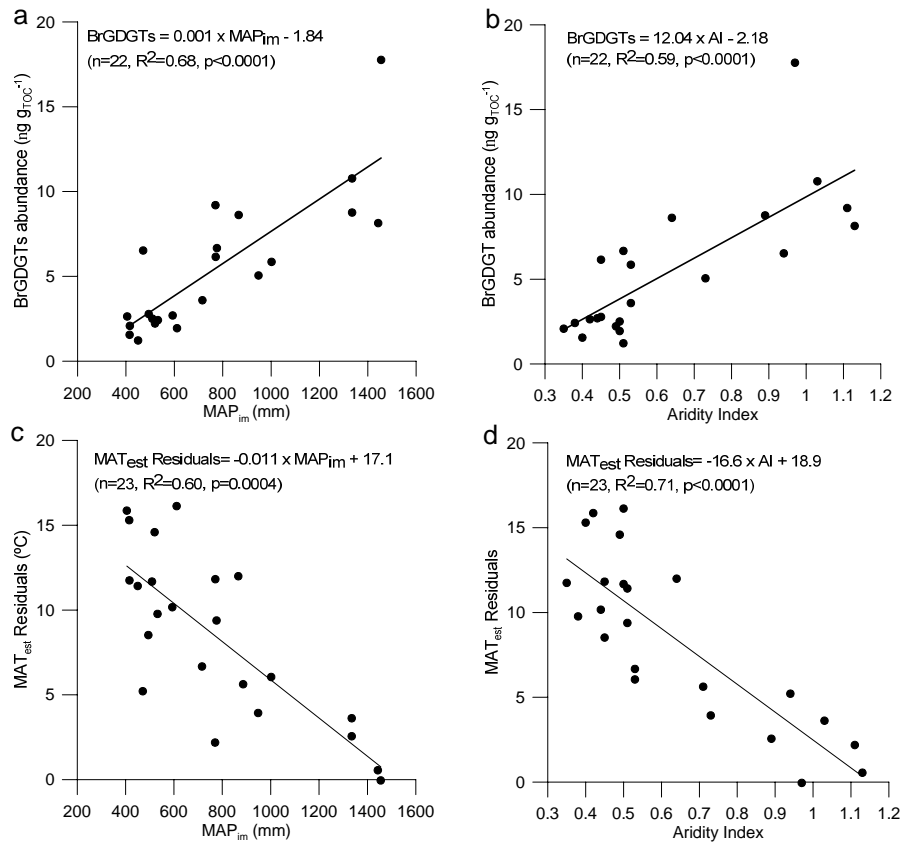 a
BrGDGTs = 0.001 x MAPim - 1.84
(n=22, R2=0.68, p<0.0001)
BrGDGTs abundance (ng gTOC-1)
20
15
10
5
0
200 400 600 800 1000 1200 1400 1600
MAPim (mm)
b
BrGDGTs = 12.04 x AI - 2.18
(n=22, R2=0.59, p<0.0001)
BrGDGT abundance (ng gTOC-1)
20
15
10
5
0
0.3 0.4 0.5 0.6 0.7 0.8 0.9 1 1.1 1.2
Aridity Index
c
MATest Residuals= -0.011 x MAPim + 17.1
(n=23, R2=0.60, p=0.0004)
MATest Residuals (ºC)
20
15
10
5
0
200 400 600 800 1000 1200 1400 1600
MAPim (mm)
d
MATest Residuals= -16.6 x AI + 18.9
(n=23, R2=0.71, p<0.0001)
MATest Residuals
20
15
10
5
0
0.3 0.4 0.5 0.6 0.7 0.8 0.9 1 1.1 1.2
Aridity Index